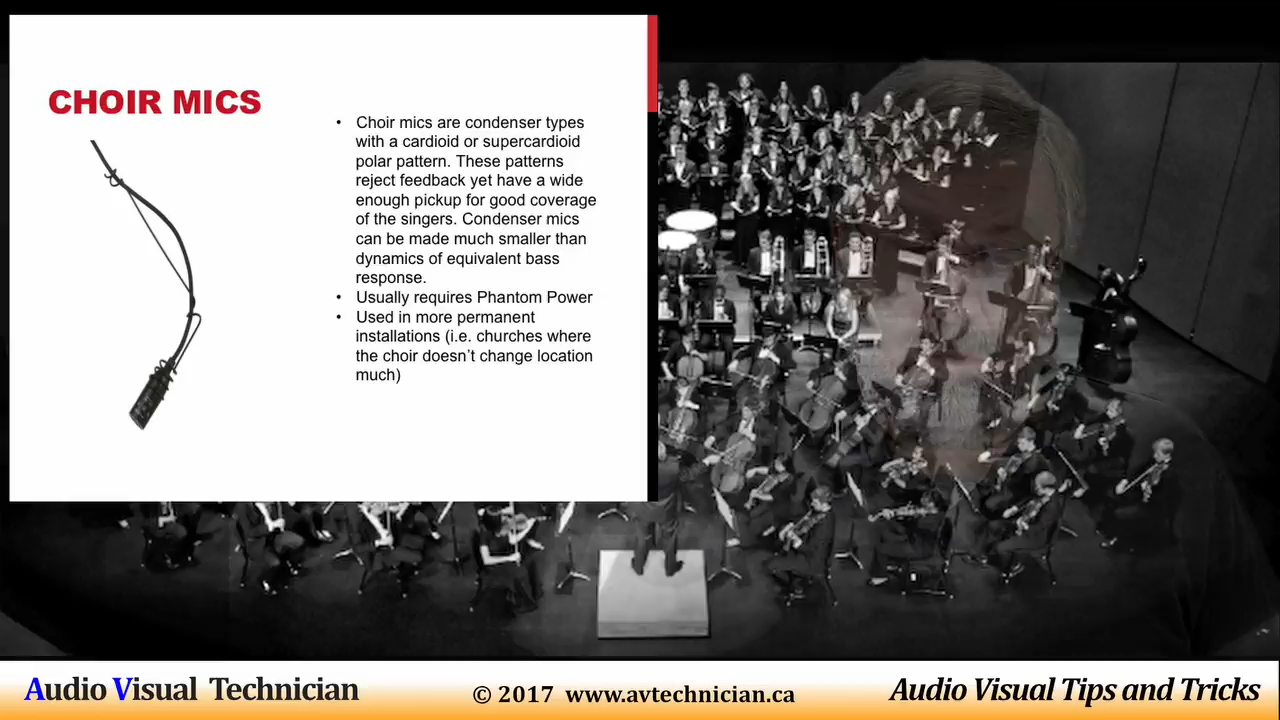 CHOIR MICS
• Choir mics are condenser types
with a cardioid or supercardioid
polar pattern. These patterns
reject feedback yet have a wide
enough pickup for good coverage
of the singers. Condenser mics
can be made much smaller than
dynamics of equivalent bass
response.
• Usually requires Phantom Power
• Used in more permanent
installations (i.e. churches where
the choir doesn’t change location
much)
Audio Visual Technician
© 2017 www.avtechnician.ca
Audio Visual Tips and Tricks